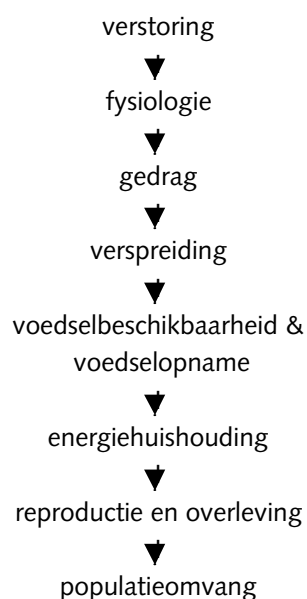 verstoring
fysiologie
gedrag
verspreiding
voedselbeschikbaarheid &
voedselopname
energiehuishouding
reproductie en overleving
populatieomvang